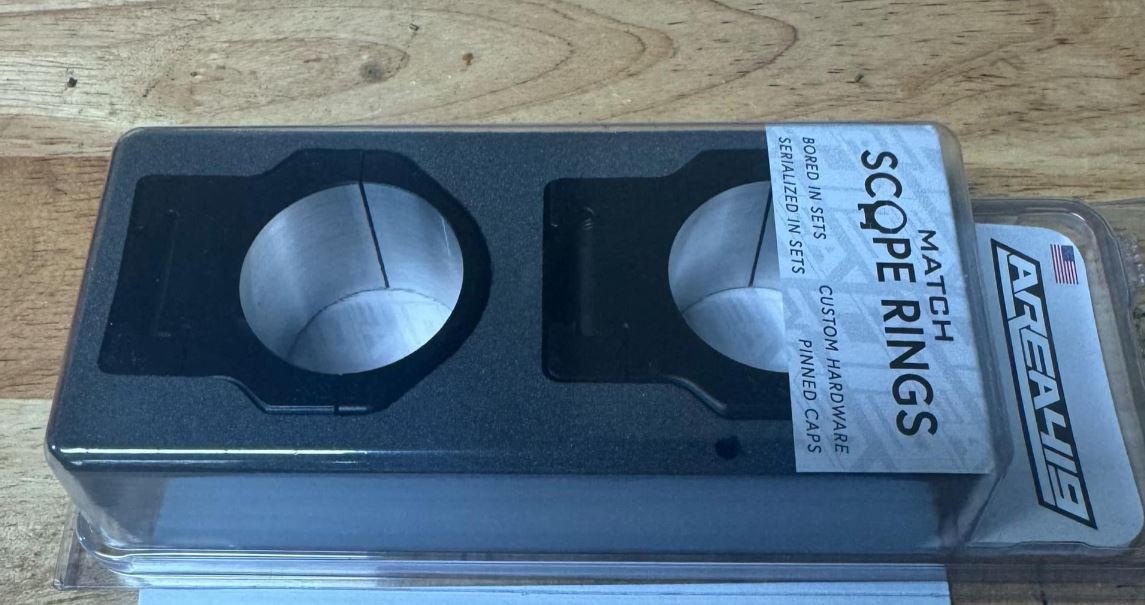 MATCH
SCOPE RINGS
BORED IN SETS
SERIALIZED IN SETS
CUSTOM HARDWARE
PINNED CAPS
AREA419